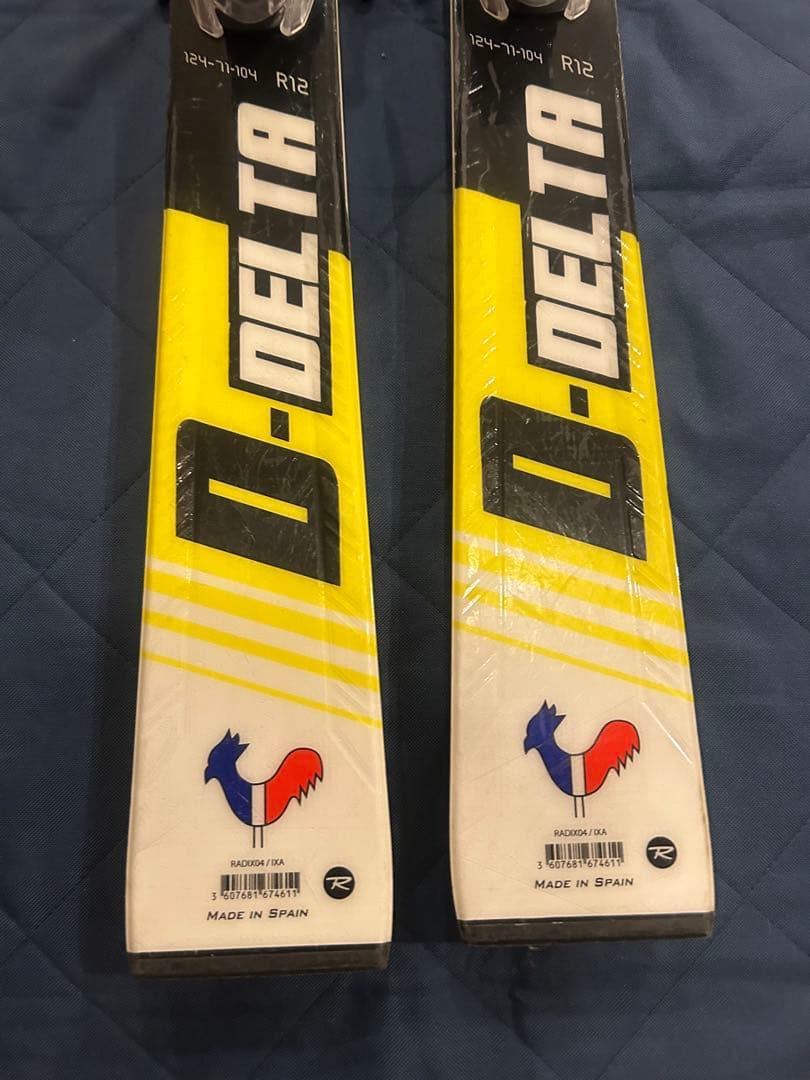 124-71-104 R12
D-DELTA
RADIX04 / IXA
3 607681 674611
R
MADE IN SPAIN
124-71-104 R12
D-DELTA
RADIX04 / IXA
3 607681 674611
R
MADE IN SPAIN